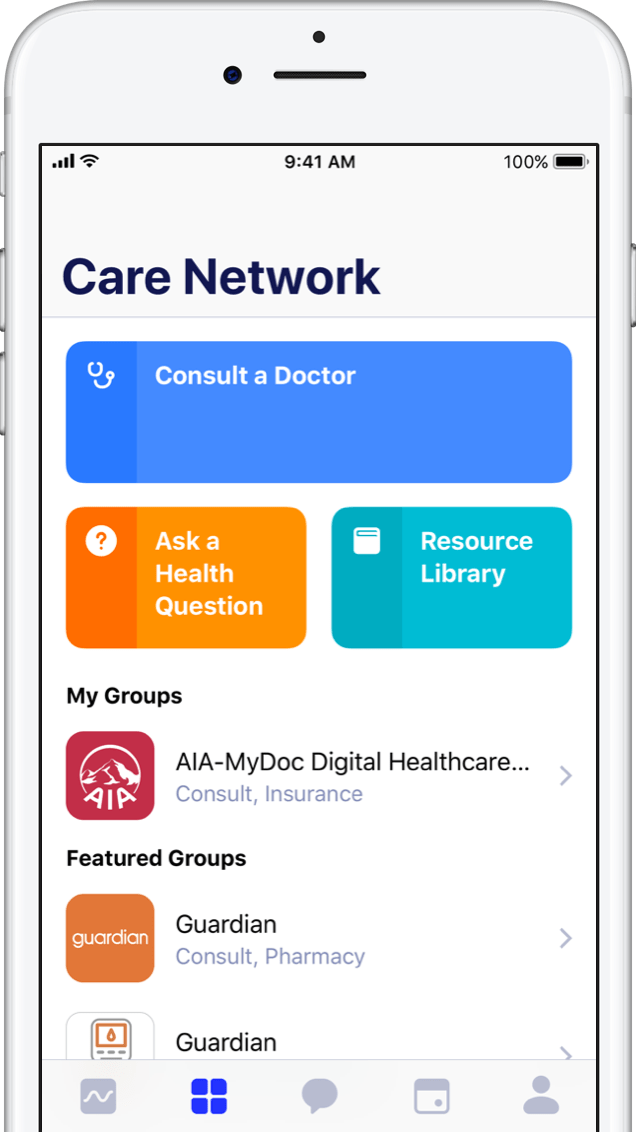 9:41 AM
100%
Care Network
Consult a Doctor
Ask a
Health
Question
Resource
Library
My Groups
AIA-MyDoc Digital Healthcare...
Consult, Insurance
AIA
Featured Groups
guardian
Guardian
Consult, Pharmacy
Guardian